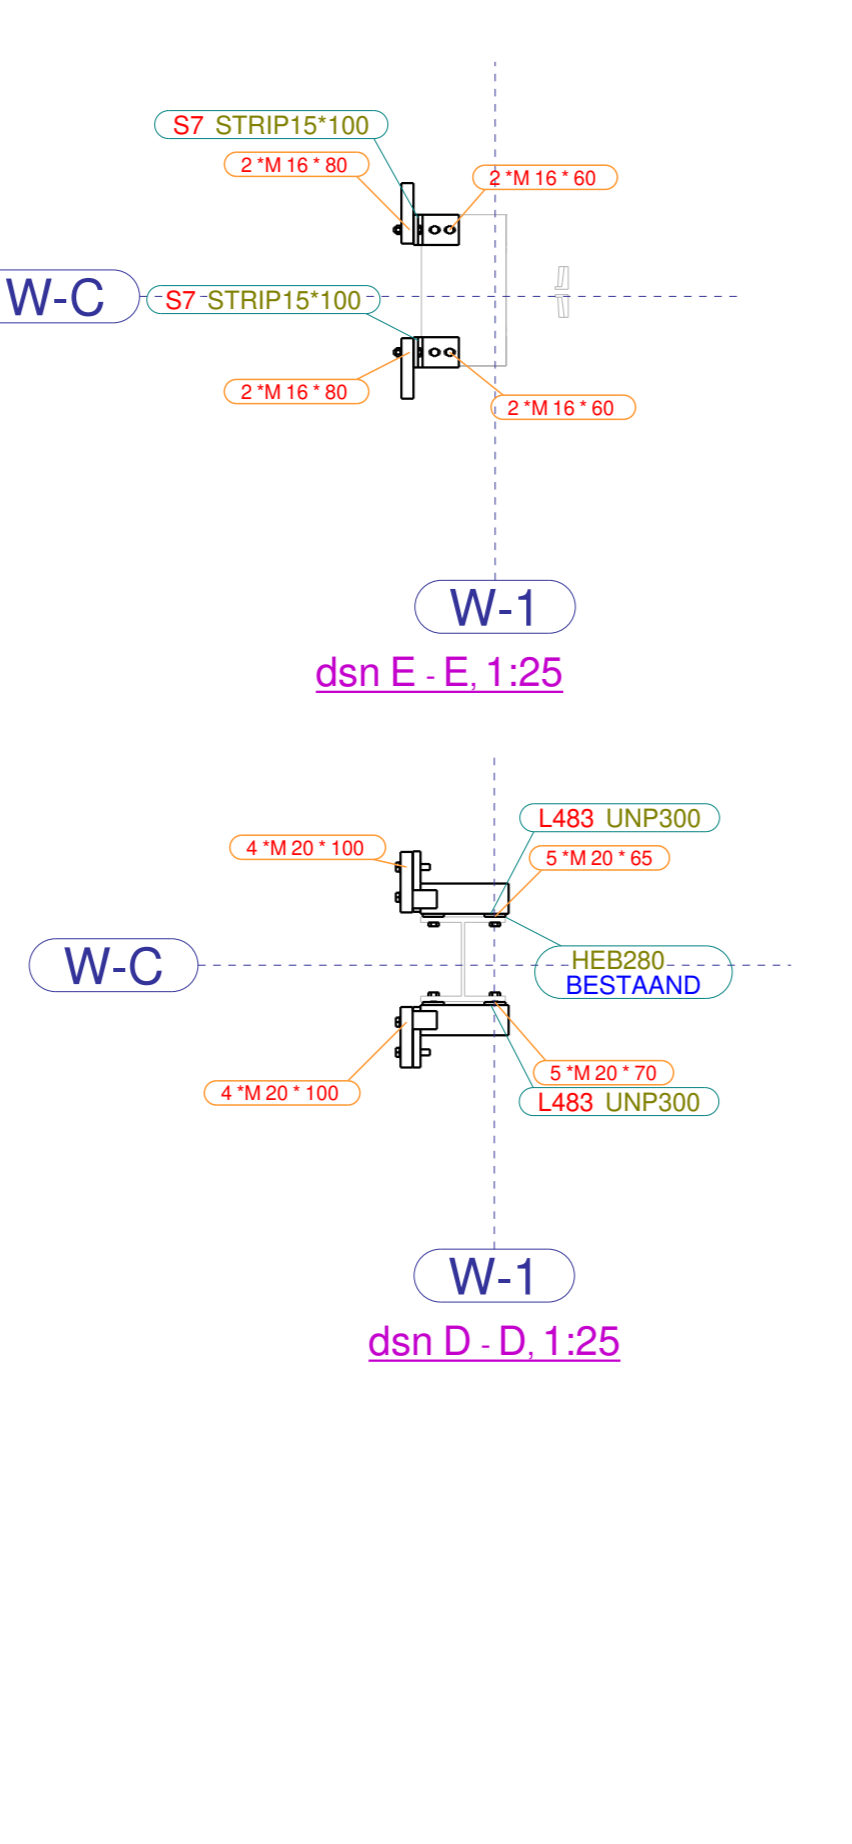 S7 STRIP15*100
2 *M 16 * 80
2 *M 16 * 60
W-C
S7 STRIP15*100
2 *M 16 * 80
2 *M 16 * 60
W-1
dsn E - E, 1:25
L483 UNP300
4 *M 20 * 100
5 *M 20 * 65
W-C
HEB280
BESTAAND
5 *M 20 * 70
4 *M 20 * 100
L483 UNP300
W-1
dsn D - D, 1:25